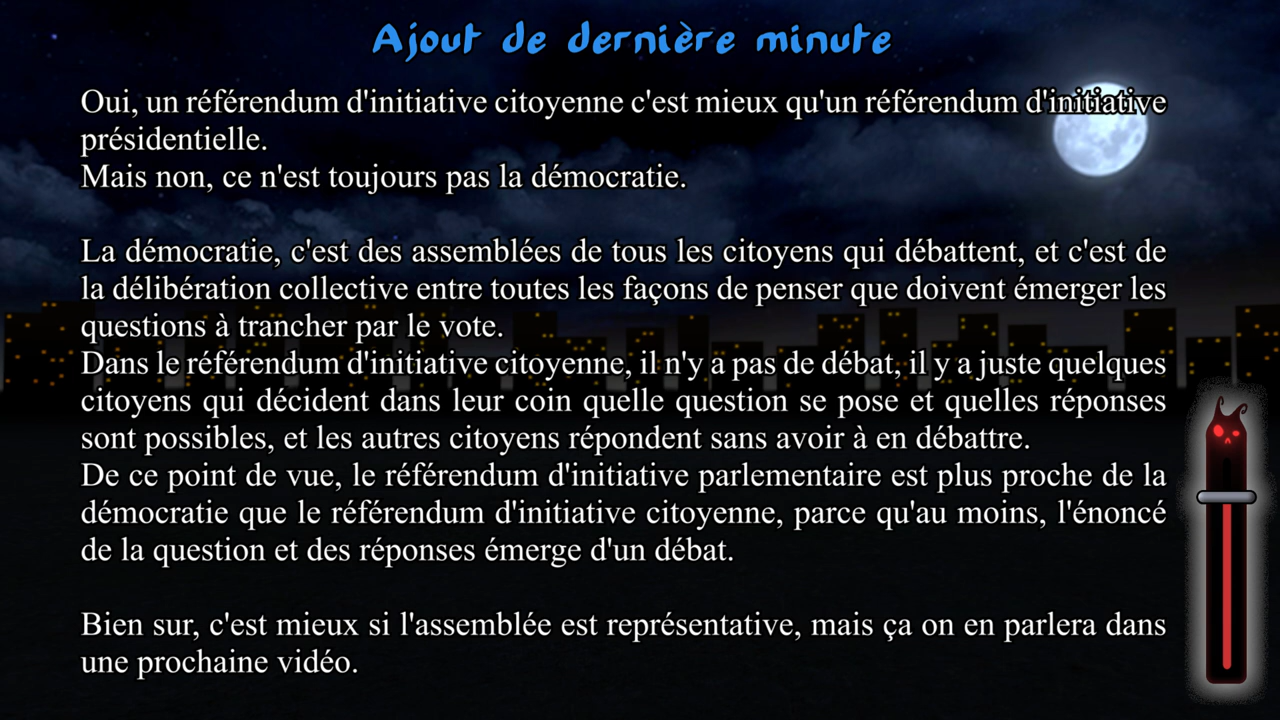 Ajout de dernière minute
Oui, un référendum d'initiative citoyenne c'est mieux qu'un référendum d'initiative
présidentielle.
Mais non, ce n'est toujours pas la démocratie.
La démocratie, c'est des assemblées de tous les citoyens qui débattent, et c'est de
la délibération collective entre toutes les façons de penser que doivent émerger les
questions à trancher par le vote.
Dans le référendum d'initiative citoyenne, il n'y a pas de débat, il y a juste quelques
citoyens qui décident dans leur coin quelle question se pose et quelles réponses
sont possibles, et les autres citoyens répondent sans avoir à en débattre.
De ce point de vue, le référendum d'initiative parlementaire est plus proche de la
démocratie que le référendum d'initiative citoyenne, parce qu'au moins, l'énoncé
de la question et des réponses émerge d'un débat.
Bien sur, c'est mieux si l'assemblée est représentative, mais ça on en parlera dans
une prochaine vidéo.